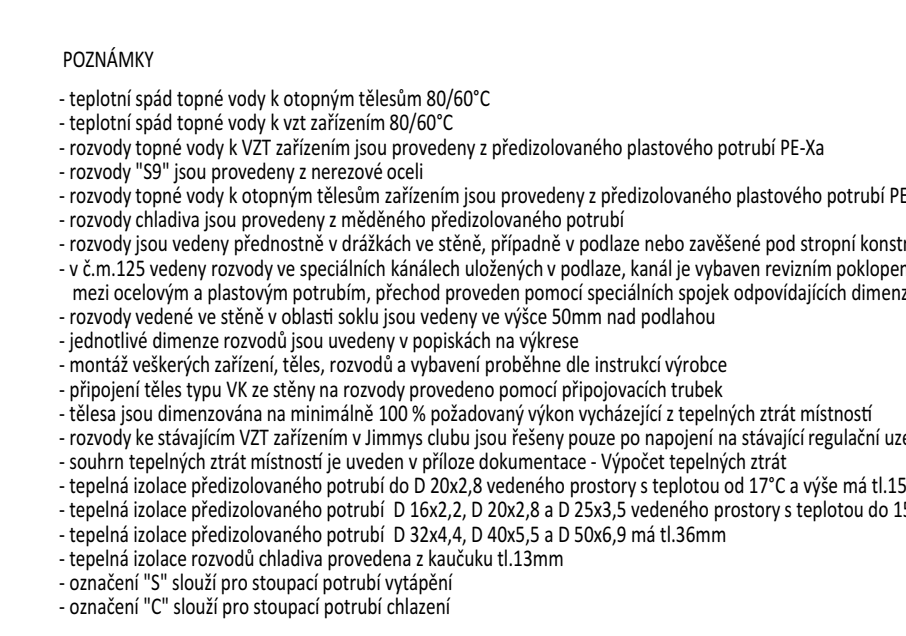 POZNÁMKY
- teplotní spád topné vody k otopným tělesům 80/60°C
- teplotní spád topné vody k vzt zařízením 80/60°C
- rozvody topné vody k VZT zařízením jsou provedeny z předizolovaného plastového potrubí PE-Xa
- rozvody "S9" jsou provedeny z nerezové oceli
- rozvody topné vody k otopným tělesům zařízením jsou provedeny z předizolovaného plastového potrubí PE
- rozvody chladiva jsou provedeny z měděného předizolovaného potrubí
- rozvody jsou vedeny přednostně v drážkách ve stěně, případně v podlaze nebo zavěšené pod stropní konstr
- v č.m.125 vedeny rozvody ve speciálních kánálech uložených v podlaze, kanál je vybaven revizním poklopem
mezi ocelovým a plastovým potrubím, přechod proveden pomocí speciálních spojek odpovídajících dimenz
- rozvody vedené ve stěně v oblasti soklu jsou vedeny ve výšce 50mm nad podlahou
- jednotlivé dimenze rozvodů jsou uvedeny v popiskách na výkrese
- montáž veškerých zařízení, těles, rozvodů a vybavení proběhne dle instrukcí výrobce
- připojení těles typu VK ze stěny na rozvody provedeno pomocí připojovacích trubek
- tělesa jsou dimenzována na minimálně 100 % požadovaný výkon vycházející z tepelných ztrát místností
- rozvody ke stávajícím VZT zařízením v Jimmys clubu jsou řešeny pouze po napojení na stávající regulační uze
- souhrn tepelných ztrát místností je uveden v příloze dokumentace - Výpočet tepelných ztrát
- tepelná izolace předizolovaného potrubí do D 20x2,8 vedeného prostory s teplotou od 17°C a výše má tl.15
- tepelná izolace předizolovaného potrubí D 16x2,2, D 20x2,8 a D 25x3,5 vedeného prostory s teplotou do 15
- tepelná izolace předizolovaného potrubí D 32x4,4, D 40x5,5 a D 50x6,9 má tl.36mm
- tepelná izolace rozvodů chladiva provedena z kaučuku tl.13mm
- označení "S" slouží pro stoupací potrubí vytápění
- označení "C" slouží pro stoupací potrubí chlazení